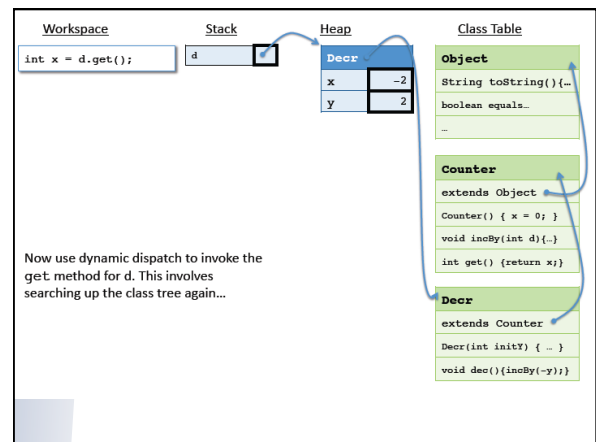 Workspace
Stack
Heap
Class Table
int x = d.get();
d
Decr
x -2
y 2
Object
String toString(){…
boolean equals…
…
Counter
extends Object
Counter() { x = 0; }
void incBy(int d){…}
int get() {return x;}
Decr
extends Counter
Decr(int initY) { … }
void dec(){incBy(-y);}
Now use dynamic dispatch to invoke the
get method for d. This involves
searching up the class tree again…